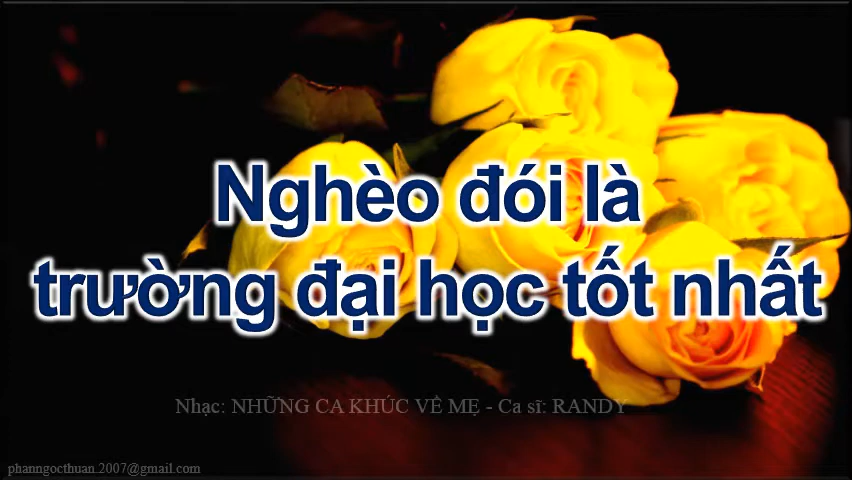 Nghèo đói là
trường đại học tốt nhất
Nhạc: NHỮNG CA KHÚC VỀ MẸ - Ca sĩ: RANDY
phanngocthuan.2007@gmail.com